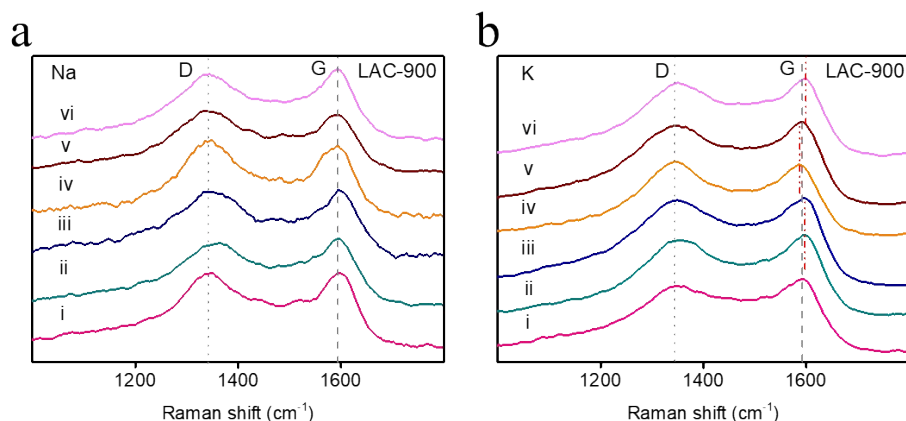 a
Na
D
G
LAC-900
vi
v
iv
iii
ii
i
1200
1400
1600
Raman shift (cm⁻¹)
b
K
D
G
LAC-900
vi
v
iv
iii
ii
i
1200
1400
1600
Raman shift (cm⁻¹)